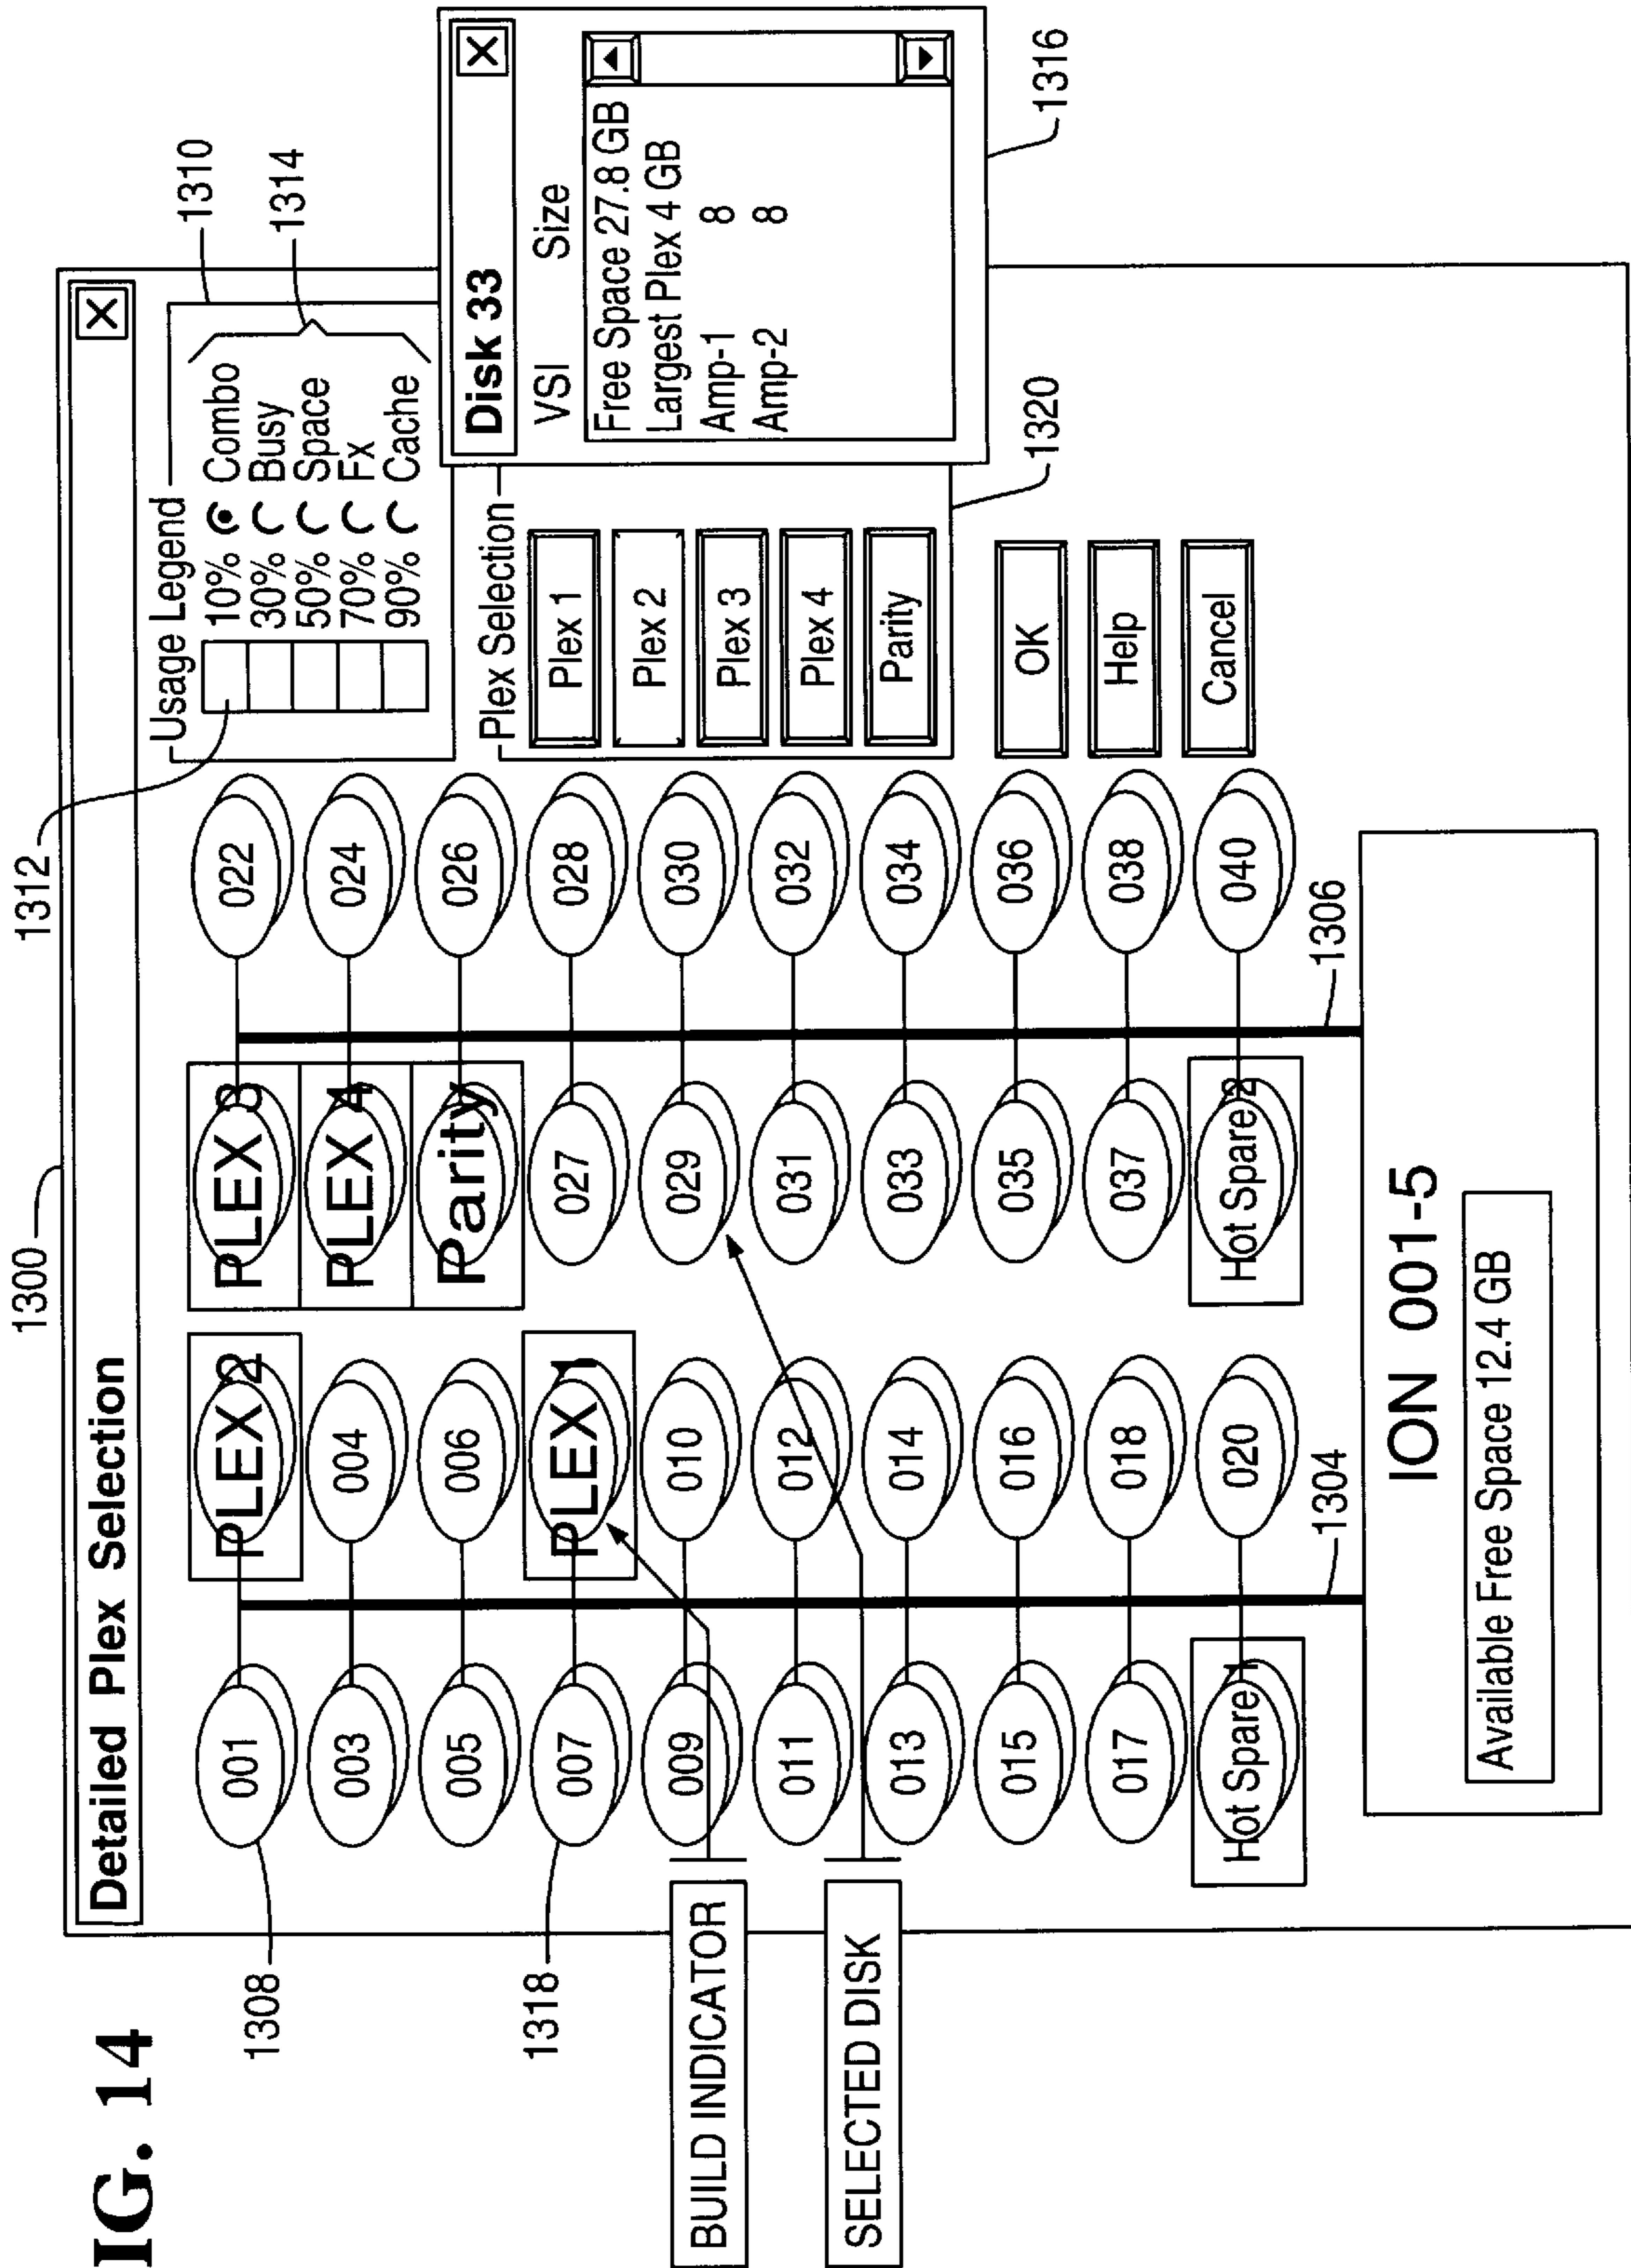 IG. 14
1300
1312
Detailed Plex Selection
1310
1314
Usage Legend
10% Combo
30% Busy
50% Space
70% Fx
90% Cache
Disk 33
VSI Size
Free Space 27.8 GB
Largest Plex 4 GB
Amp-1 8
Amp-2 8
1316
Plex Selection
Plex 1
Plex 2
Plex 3
Plex 4
Parity
1320
OK
Help
Cancel
001 PLEX 2 PLEX 3 022
003 004 PLEX 4 024
005 006 Parity 026
007 PLEX 1 027 028
009 010 029 030
011 012 031 032
013 014 033 034
015 016 035 036
017 018 037 038
Hot Spare 1 020 Hot Spare 2 040
1308
1318
BUILD INDICATOR
SELECTED DISK
1304
1306
ION 001-5
Available Free Space 12.4 GB